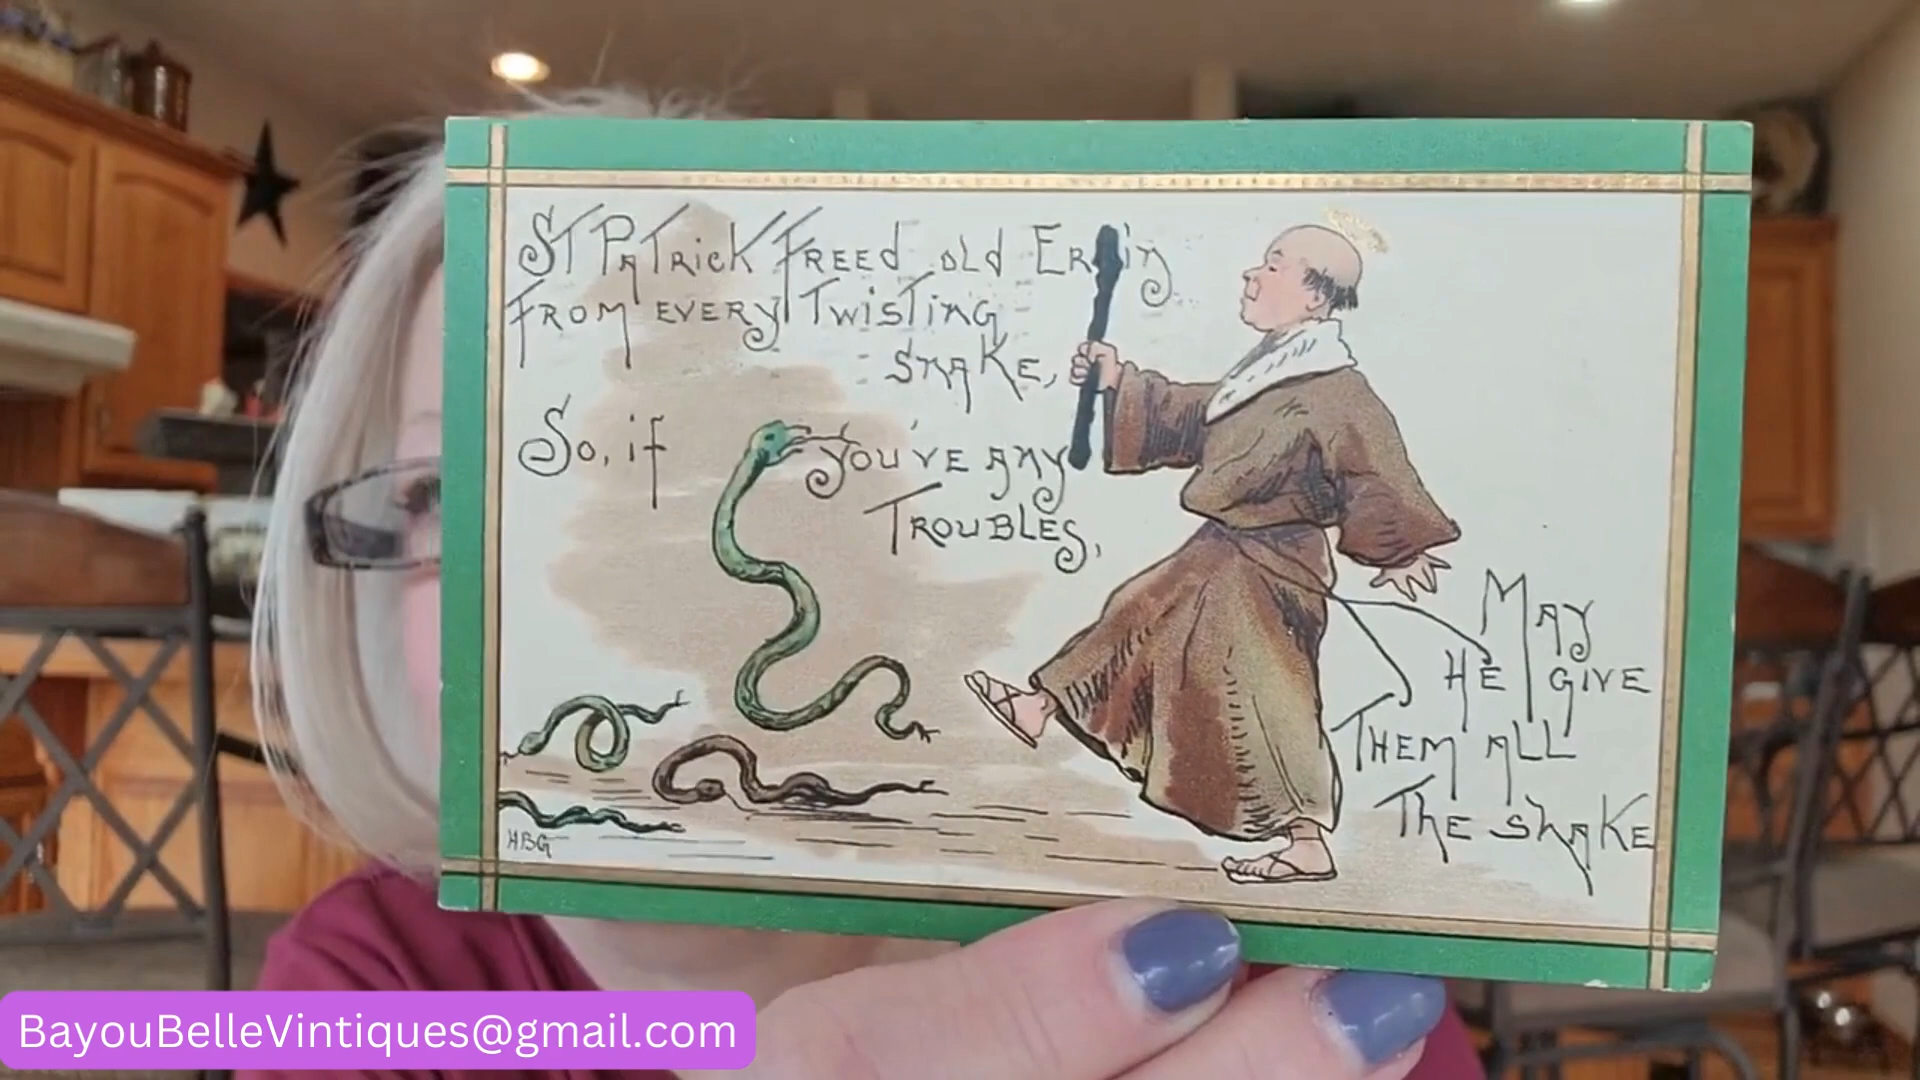 ST PATricK FREED old Erin
FROM EVERY TwisTing
SNAKE,
So, if you'VE ANy
TROUBLES,
MAy
HE GIVE
THEM ALL
THE SHAKE
HBG
BayouBelleVintiques@gmail.com